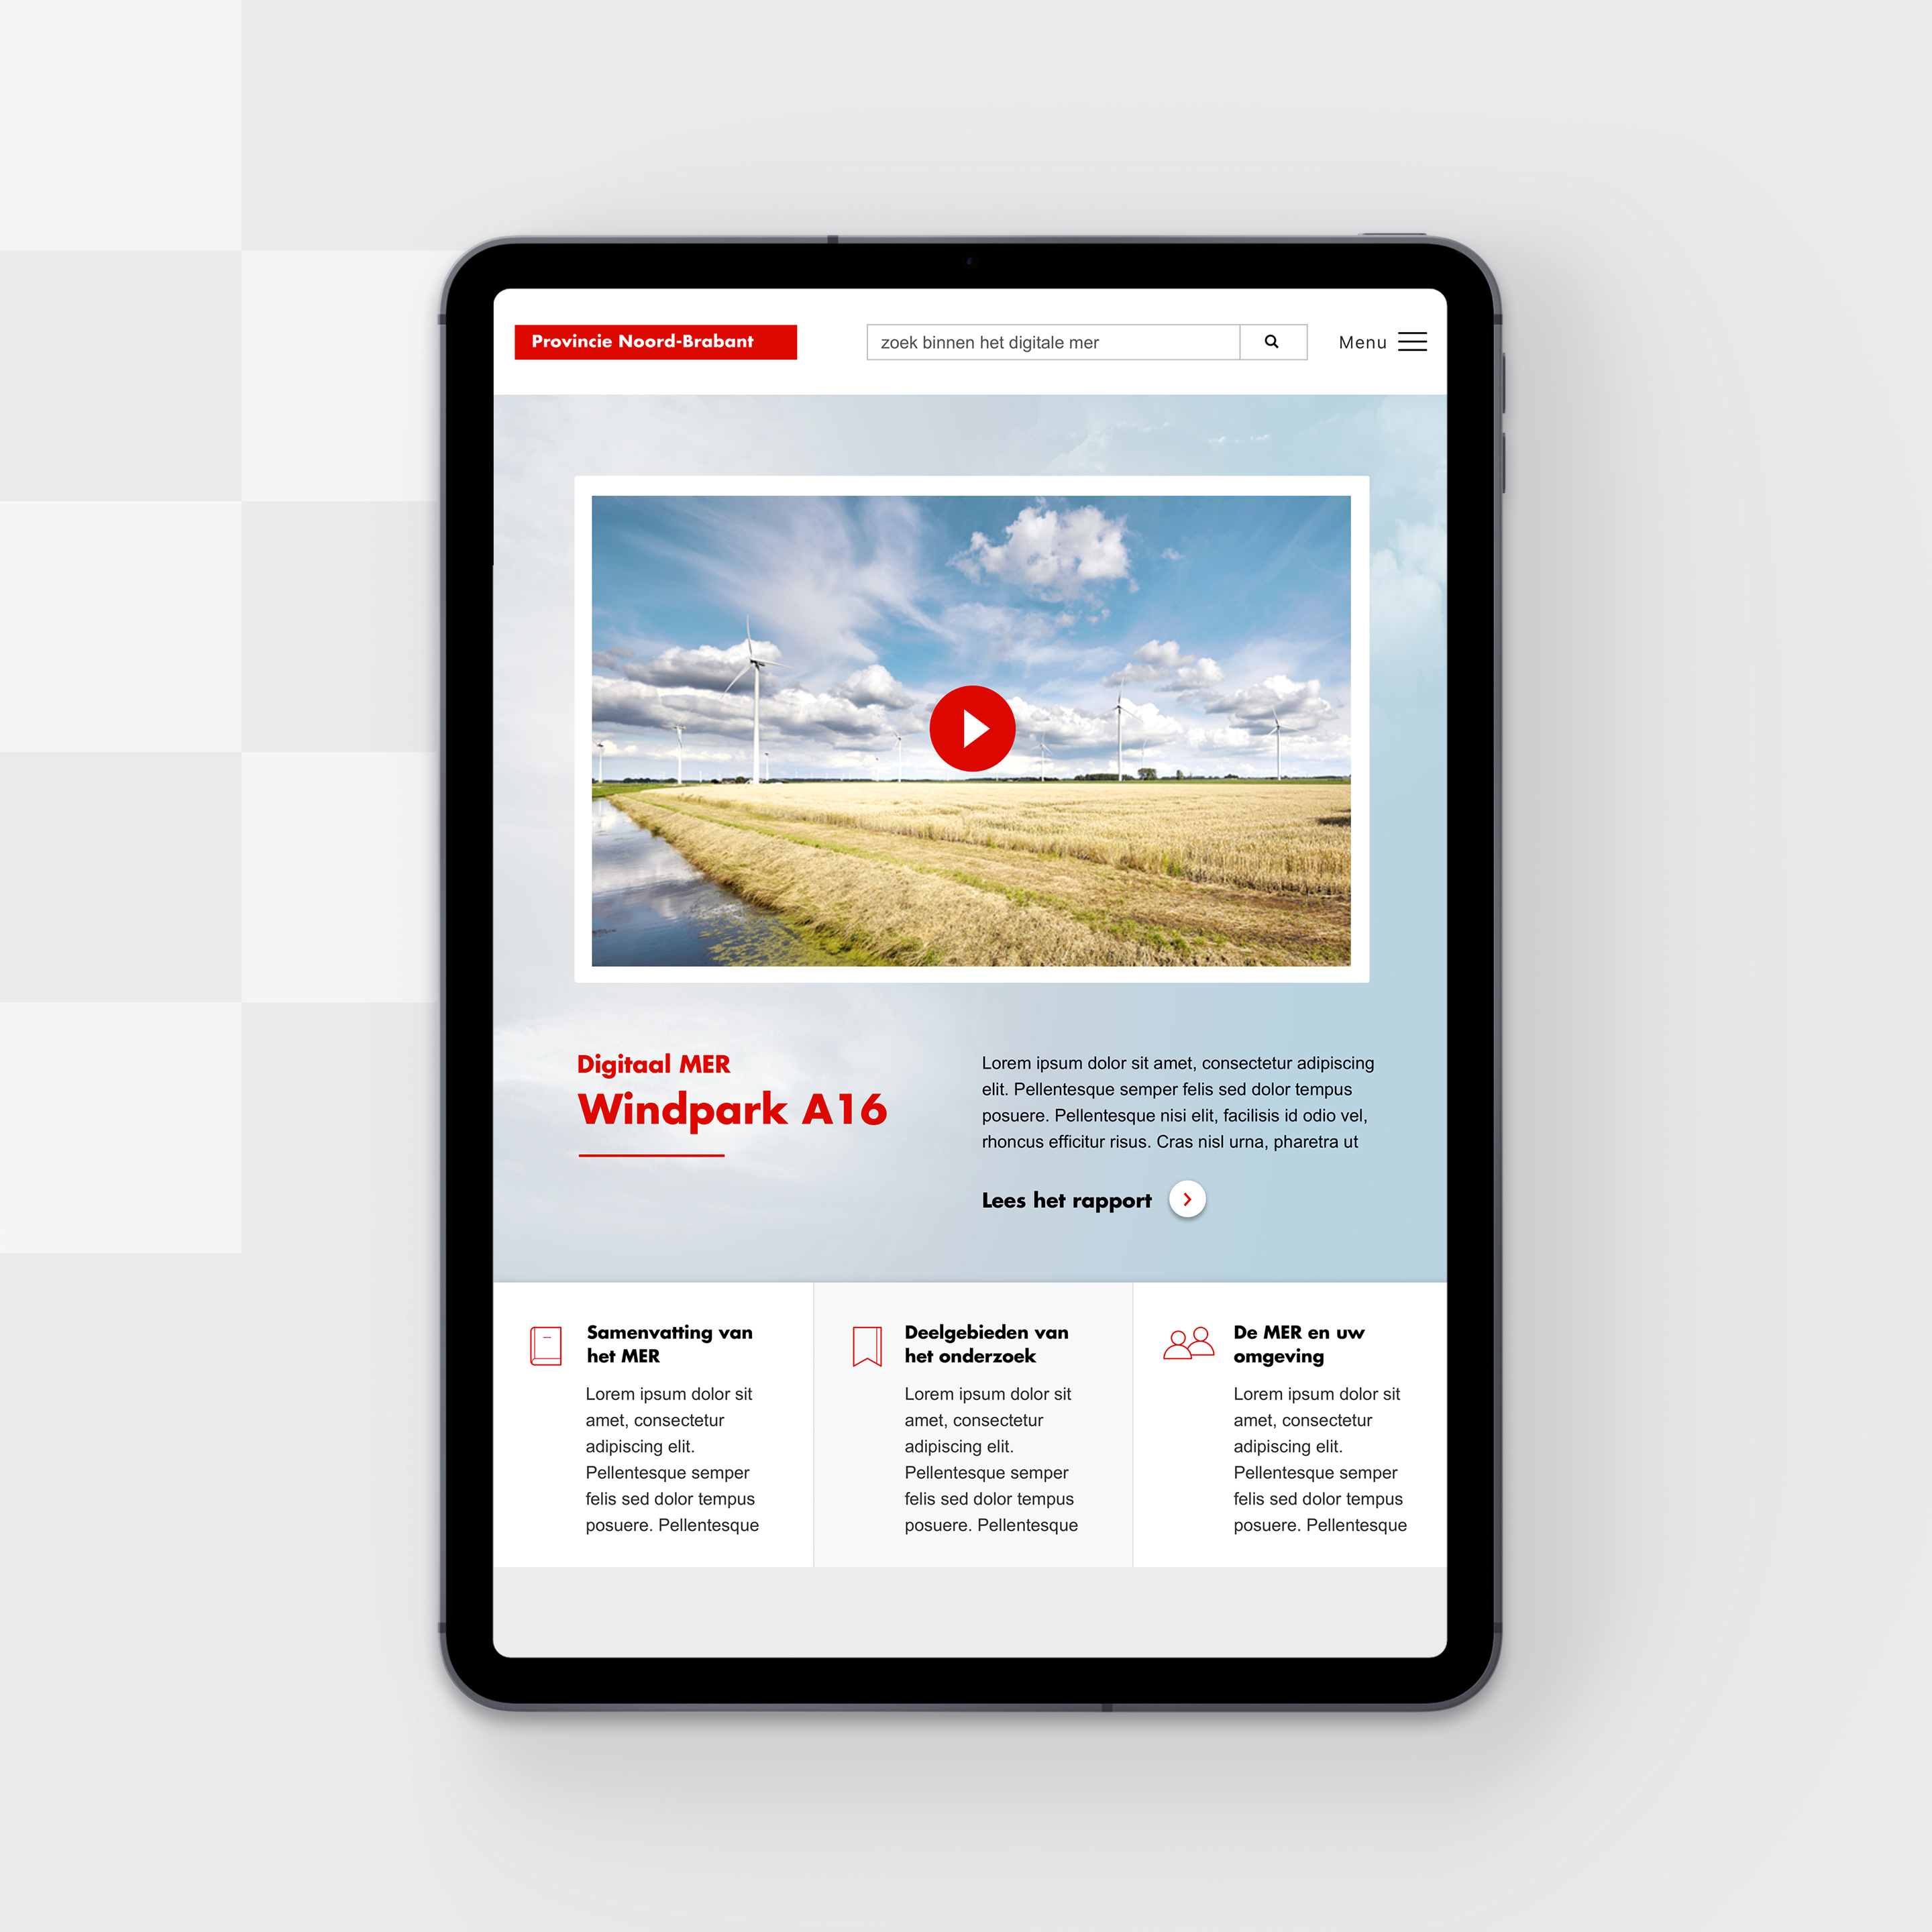 Provincie Noord-Brabant
zoek binnen het digitale mer
Menu
Digitaal MER
Windpark A16
Lorem ipsum dolor sit amet, consectetur adipiscing
elit. Pellentesque semper felis sed dolor tempus
posuere. Pellentesque nisi elit, facilisis id odio vel,
rhoncus efficitur risus. Cras nisl urna, pharetra ut
Lees het rapport
Samenvatting van
het MER
Lorem ipsum dolor sit
amet, consectetur
adipiscing elit.
Pellentesque semper
felis sed dolor tempus
posuere. Pellentesque
Deelgebieden van
het onderzoek
Lorem ipsum dolor sit
amet, consectetur
adipiscing elit.
Pellentesque semper
felis sed dolor tempus
posuere. Pellentesque
De MER en uw
omgeving
Lorem ipsum dolor sit
amet, consectetur
adipiscing elit.
Pellentesque semper
felis sed dolor tempus
posuere. Pellentesque